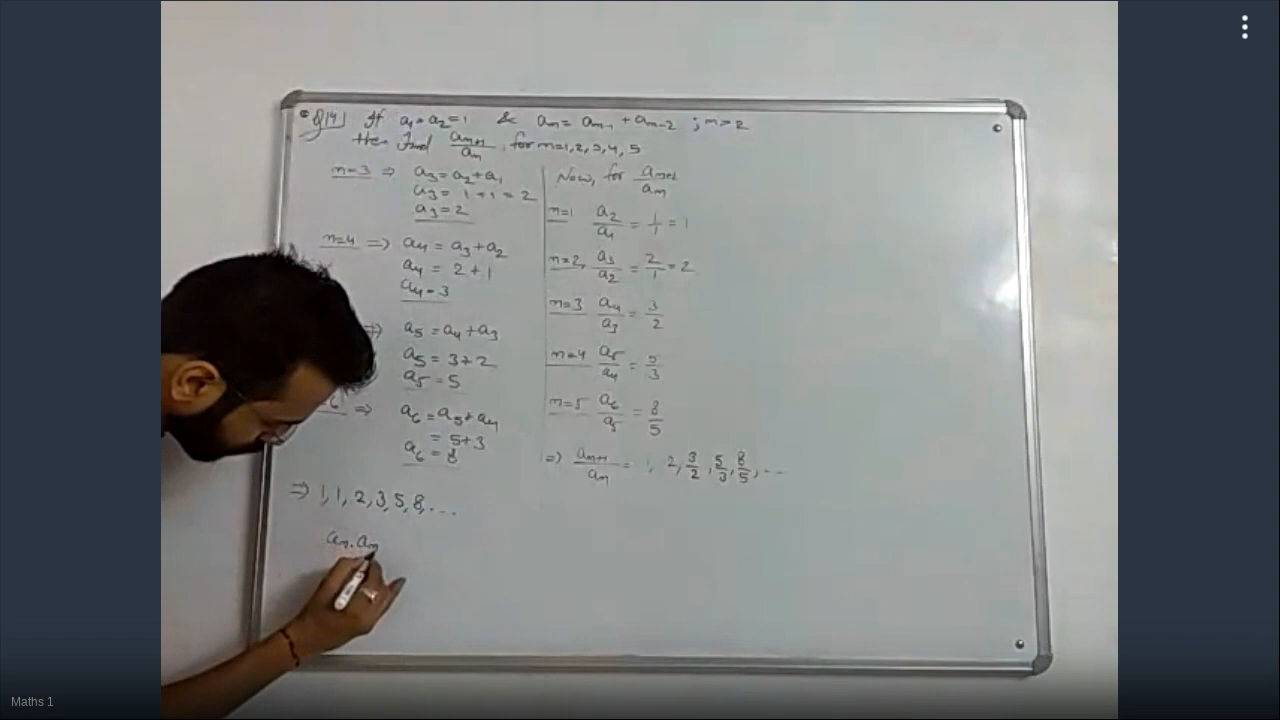 Q14) If a₁=a₂=1 & aₙ = aₙ₋₁ + aₙ₋₂ ; n>2
then find aₙ₊₁/aₙ, for n=1,2,3,4,5
n=3 ⇒ a₃=a₂+a₁
a₃= 1+1=2
a₃=2
n=4 ⇒ a₄ = a₃+a₂
a₄ = 2+1
a₄=3
⇒ a₅ = a₄+a₃
a₅ = 3+2
a₅ = 5
=6 ⇒ a₆ = a₅+a₄
= 5+3
a₆ = 8
⇒ 1,1,2,3,5,8,...
aₙ.aₙ
Now, for aₙ₊₁/aₙ
n=1 a₂/a₁ = 1/1 = 1
n=2, a₃/a₂ = 2/1 = 2
n=3 a₄/a₃ = 3/2
n=4 a₅/a₄ = 5/3
n=5 a₆/a₅ = 8/5
⇒ aₙ₊₁/aₙ = 1, 2, 3/2, 5/3, 8/5, ...
Maths 1